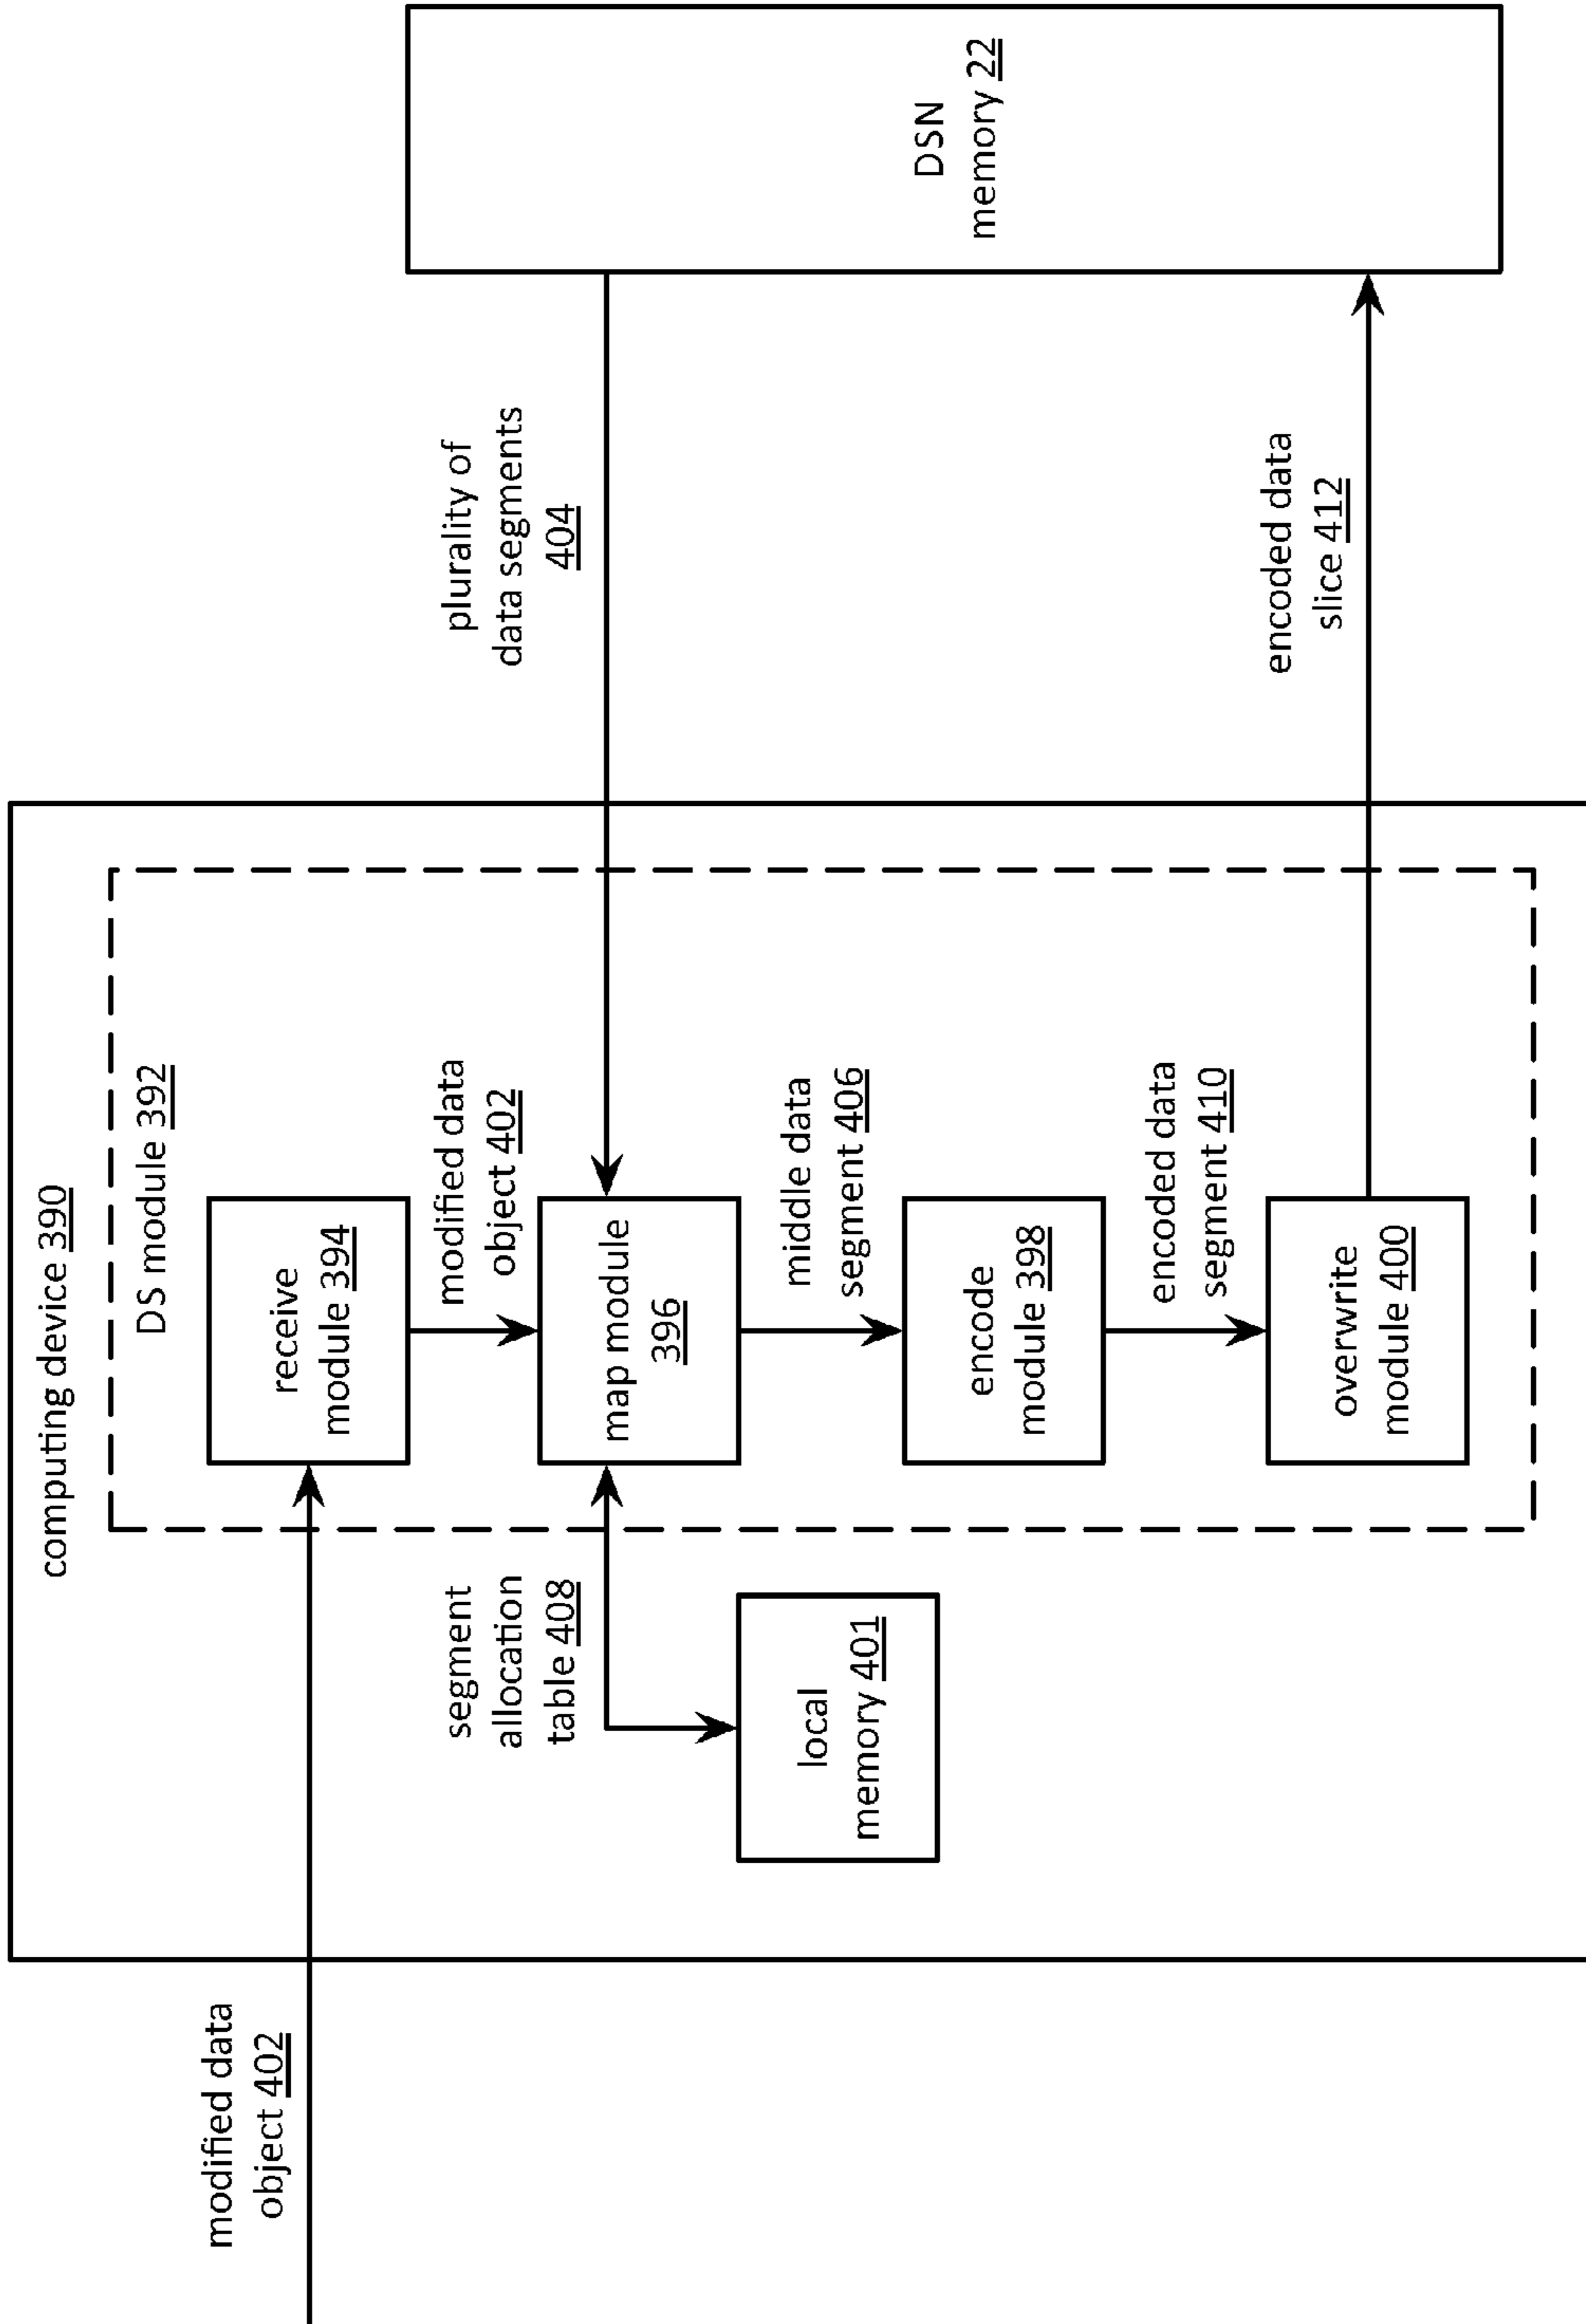 computing device 390
DS module 392
modified data
object 402
receive
module 394
modified data
object 402
segment
allocation
table 408
map module
396
plurality of
data segments
404
local
memory 401
middle data
segment 406
encode
module 398
encoded data
segment 410
overwrite
module 400
encoded data
slice 412
DSN
memory 22